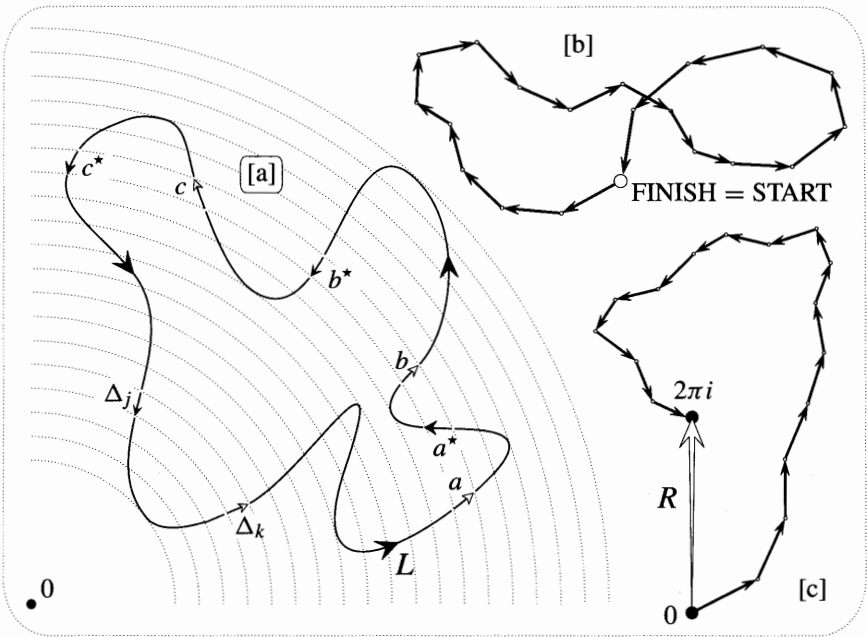 [b]
c*
[a]
c
FINISH = START
b*
b
2πi
Δj
a*
a
R
Δk
L
[c]
0
0